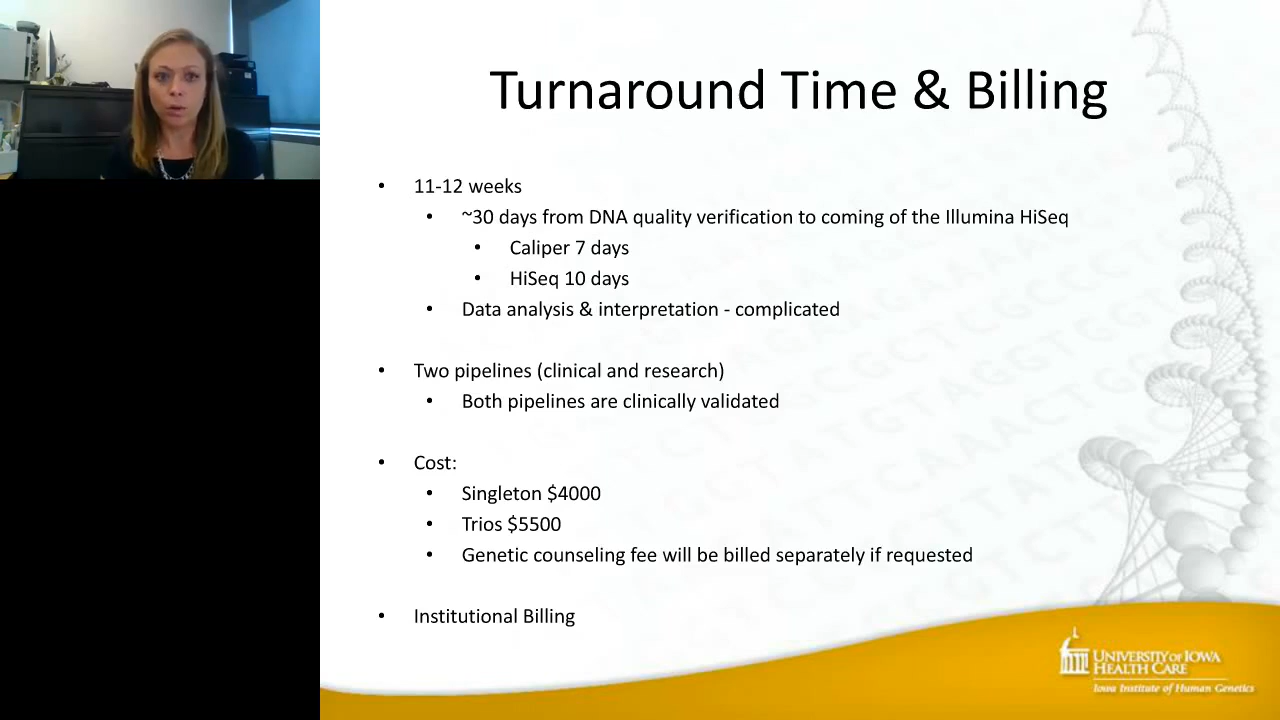 Turnaround Time & Billing
• 11-12 weeks
• ~30 days from DNA quality verification to coming of the Illumina HiSeq
• Caliper 7 days
• HiSeq 10 days
• Data analysis & interpretation - complicated
• Two pipelines (clinical and research)
• Both pipelines are clinically validated
• Cost:
• Singleton $4000
• Trios $5500
• Genetic counseling fee will be billed separately if requested
• Institutional Billing
UNIVERSITY OF IOWA
HEALTH CARE
Iowa Institute of Human Genetics